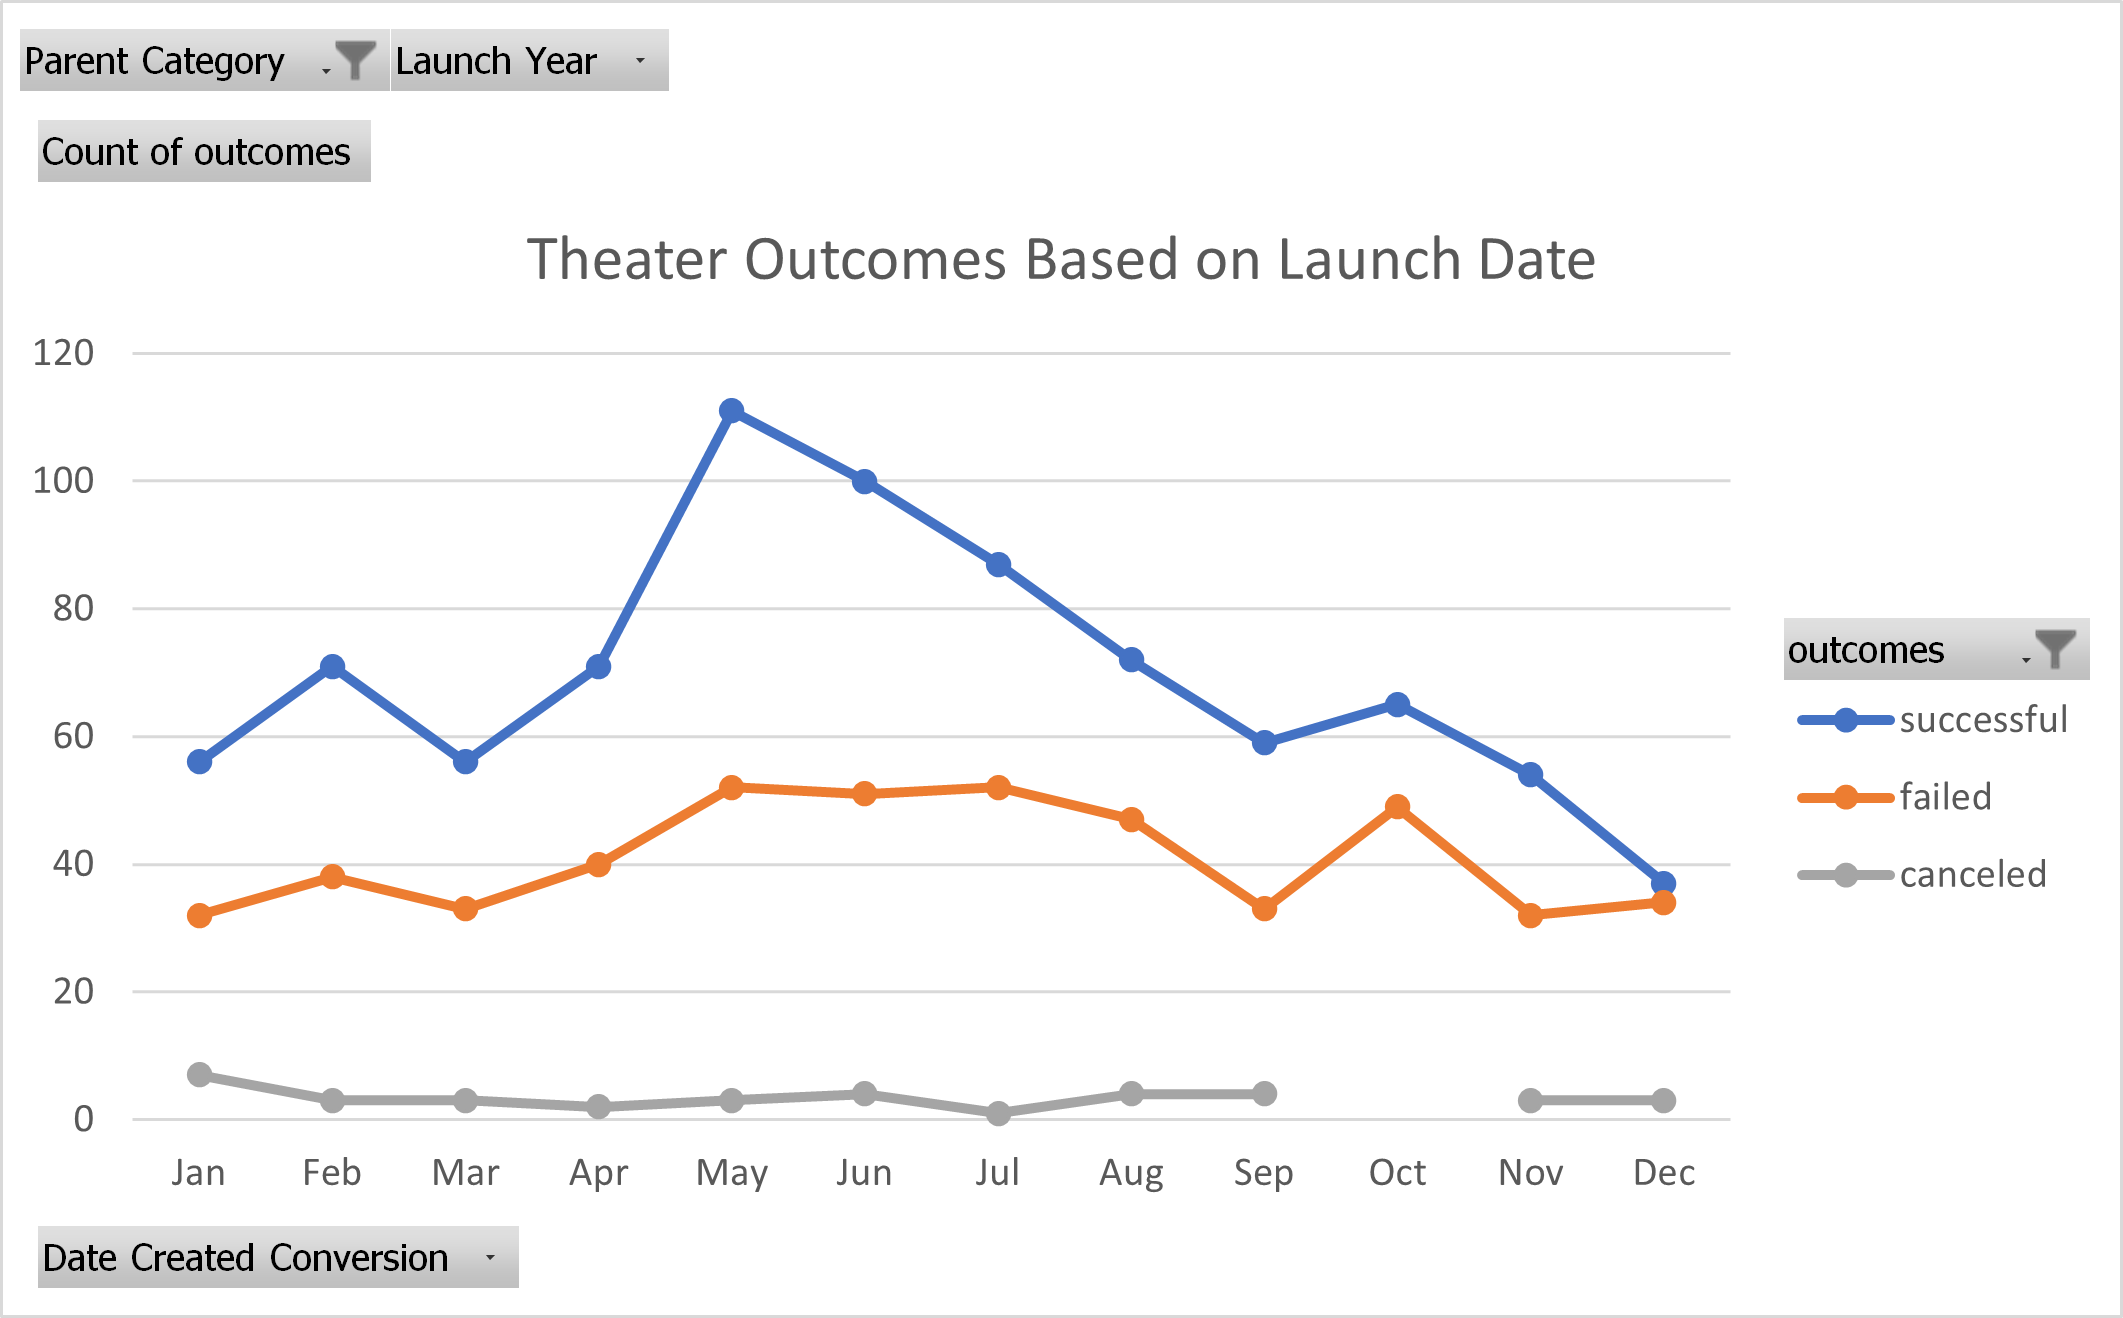 Parent Category Launch Year
Count of outcomes
Theater Outcomes Based on Launch Date
120
100
80
60
40
20
0
Jan Feb Mar Apr May Jun Jul Aug Sep Oct Nov Dec
outcomes
successful
failed
canceled
Date Created Conversion